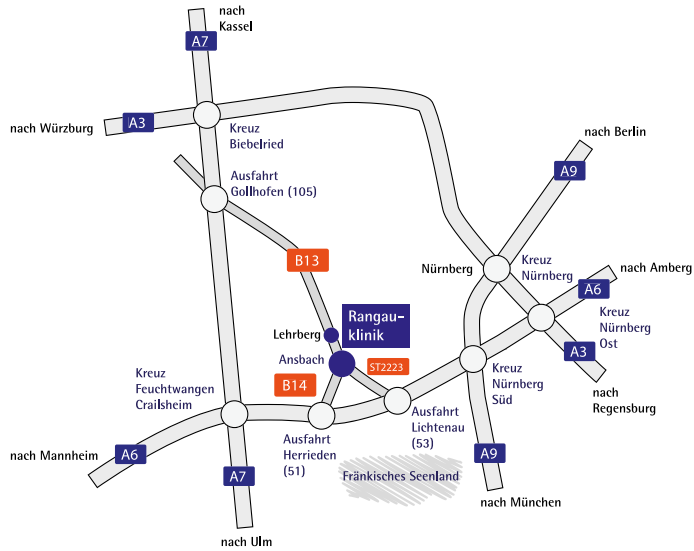 nach
Kassel
A7
nach Würzburg
A3
Kreuz
Biebelried
nach Berlin
A9
Ausfahrt
Gollhofen (105)
B13
Nürnberg
Kreuz
Nürnberg
nach Amberg
A6
Kreuz
Nürnberg
Ost
Rangau-
klinik
Lehrberg
Ansbach
ST2223
A3
nach
Regensburg
Kreuz
Feuchtwangen
Crailsheim
B14
Kreuz
Nürnberg
Süd
Ausfahrt
Lichtenau
(53)
Ausfahrt
Herrieden
(51)
nach Mannheim
A6
A7
Fränkisches Seenland
A9
nach München
nach Ulm